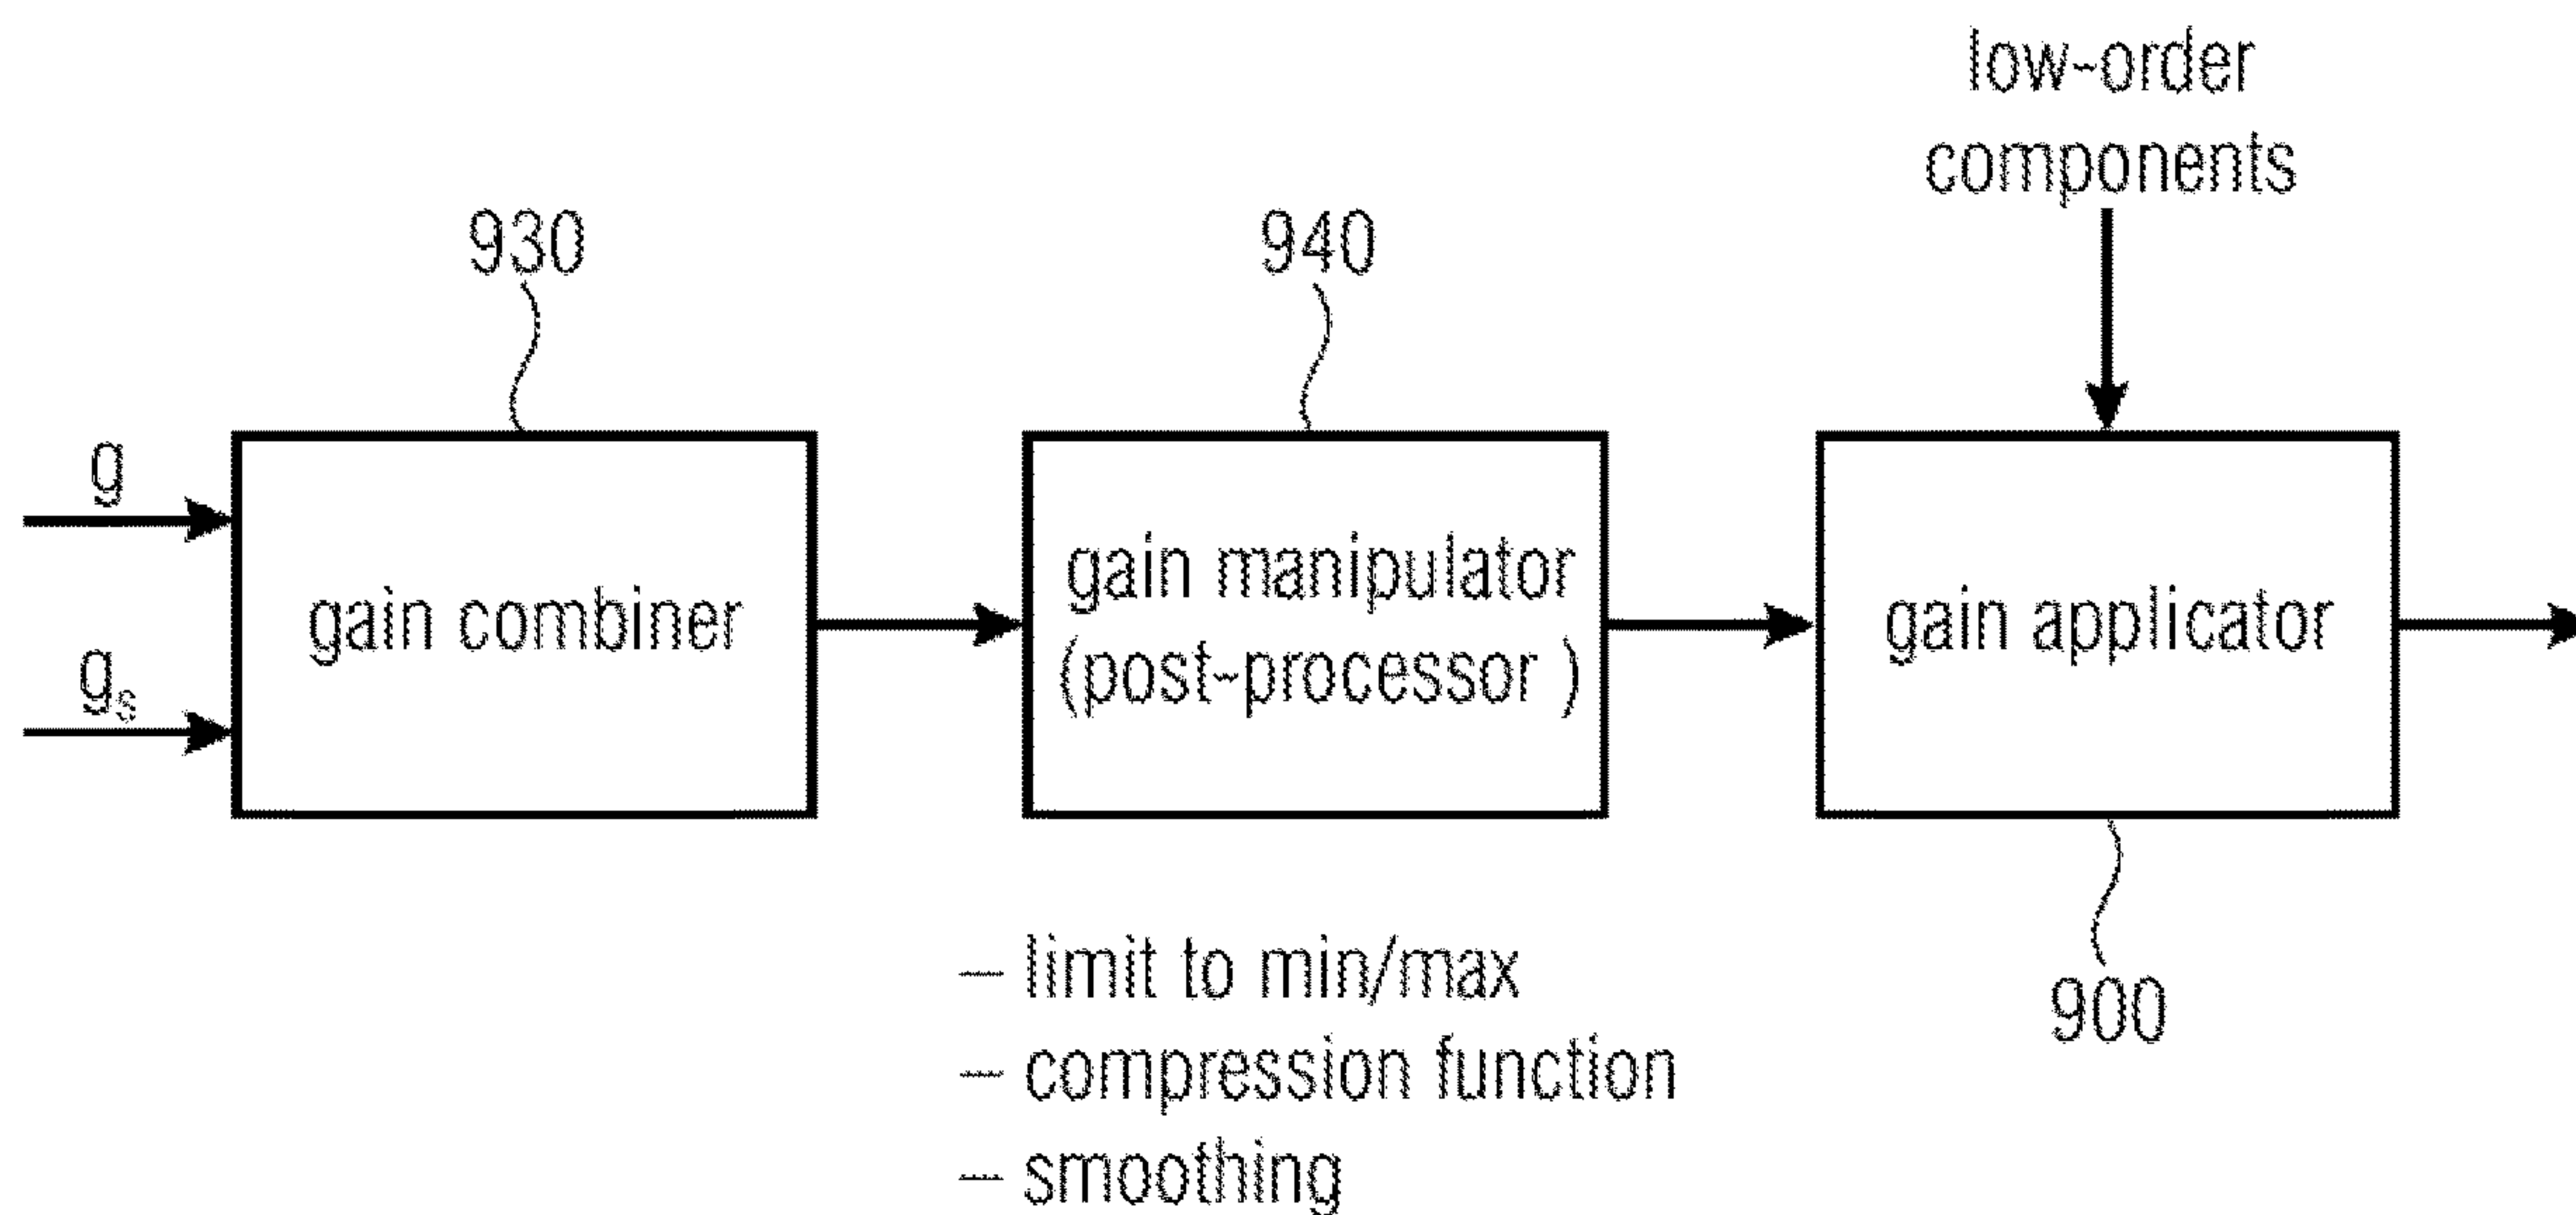 low-order
components
930
940
g
g_s
gain combiner
gain manipulator
(post-processor )
gain applicator
900
– limit to min/max
– compression function
– smoothing